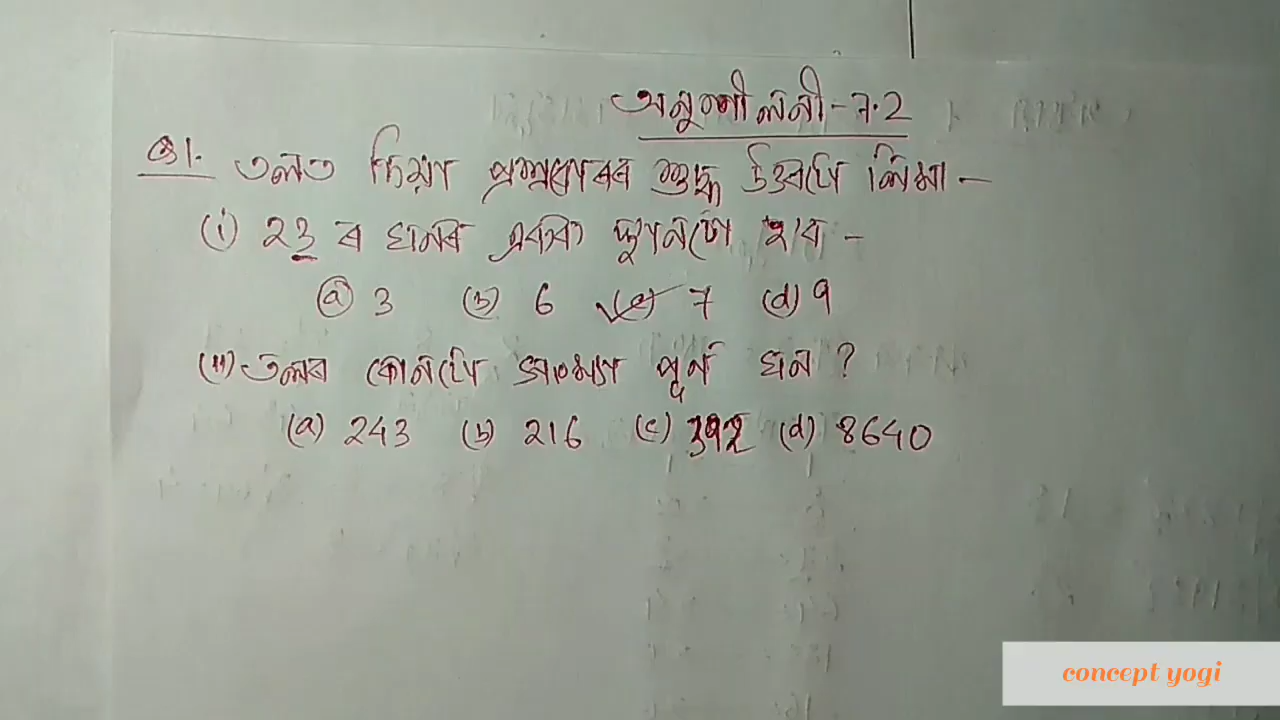 অনুশীলনী - 7.2
Q1. তলত দিয়া প্ৰশ্নবোৰৰ শুদ্ধ উত্তৰটো লিখা —
(i) 23 ৰ ঘনৰ একক স্থানটো হ'ব -
(a) 3 (b) 6 (c) 7 (d) 9
(ii) তলৰ কোনটো সংখ্যা পূৰ্ণ ঘন ?
(a) 243 (b) 216 (c) 392 (d) 8640
concept yogi